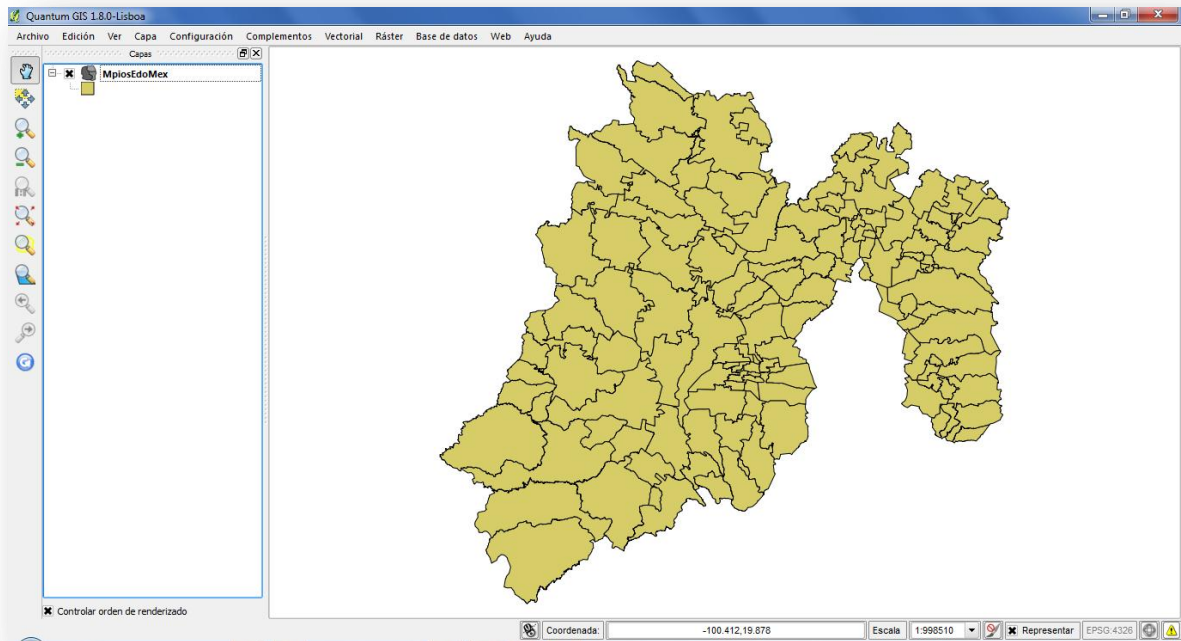 Quantum GIS 1.8.0-Lisboa
Archivo Edición Ver Capa Configuración Complementos Vectorial Ráster Base de datos Web Ayuda
Capas
MpiosEdoMex
Controlar orden de renderizado
Coordenada: -100.412,19.878 Escala 1:998510 Representar EPSG:4326